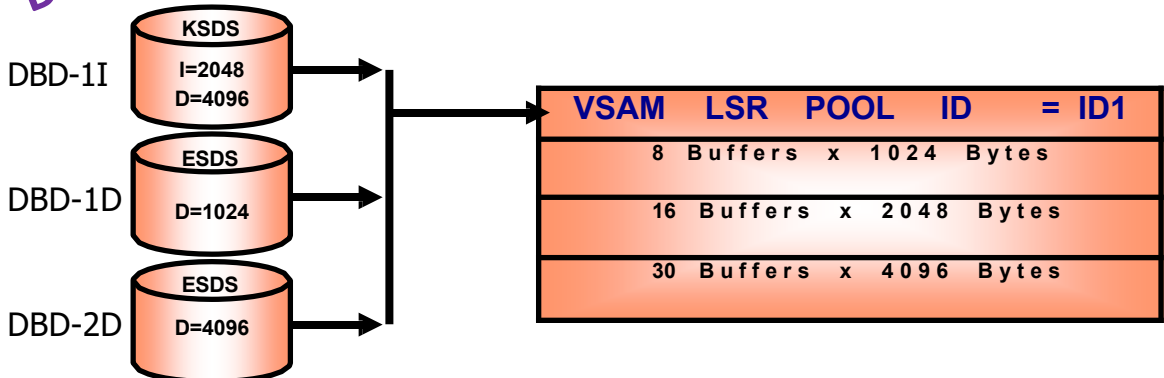 KSDS
DBD-1I
I=2048
D=4096
VSAM LSR POOL ID = ID1
8 Buffers x 1024 Bytes
ESDS
DBD-1D
D=1024
16 Buffers x 2048 Bytes
30 Buffers x 4096 Bytes
ESDS
DBD-2D
D=4096